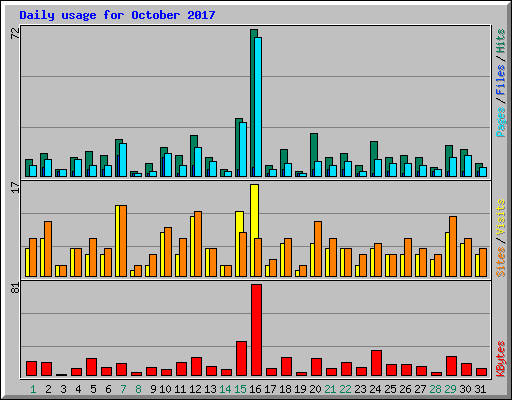 Daily usage for October 2017
72
Pages / Files / Hits
17
Sites / Visits
81
KBytes
1 2 3 4 5 6 7 8 9 10 11 12 13 14 15 16 17 18 19 20 21 22 23 24 25 26 27 28 29 30 31